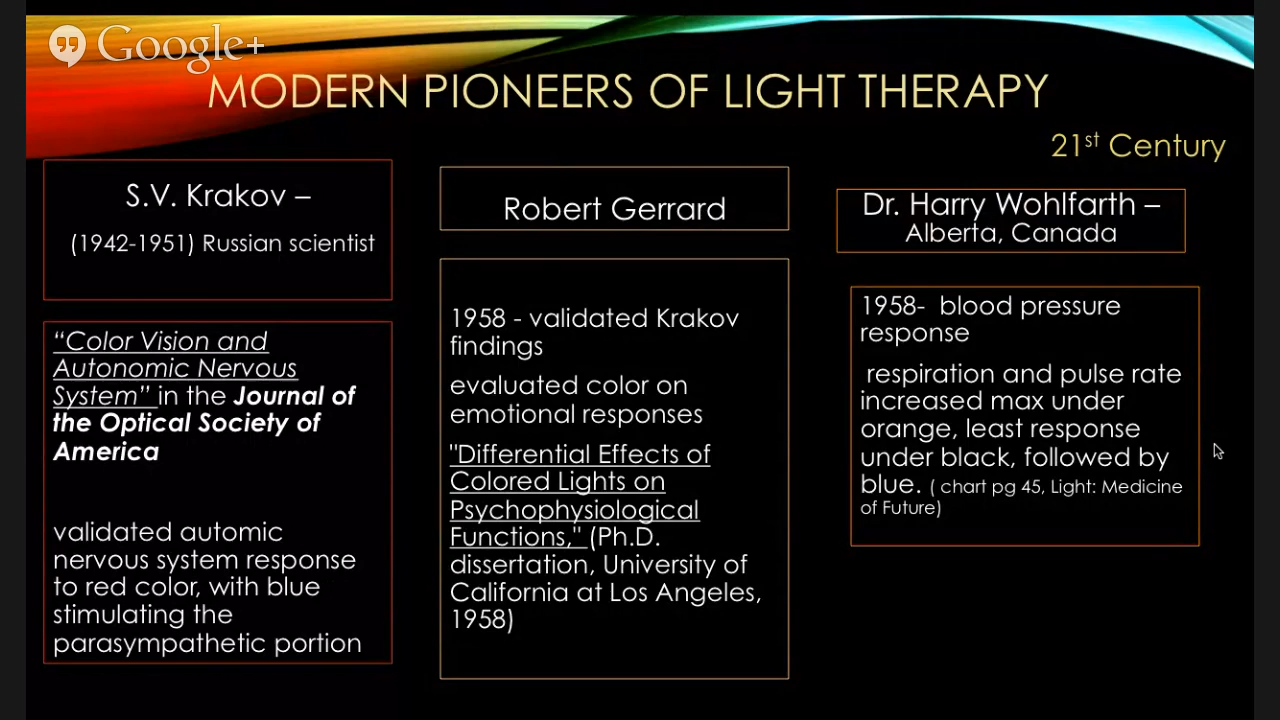 Google+
MODERN PIONEERS OF LIGHT THERAPY
21st Century
S.V. Krakov –
(1942-1951) Russian scientist
“Color Vision and
Autonomic Nervous
System” in the Journal of
the Optical Society of
America
validated automic
nervous system response
to red color, with blue
stimulating the
parasympathetic portion
Robert Gerrard
1958 - validated Krakov
findings
evaluated color on
emotional responses
"Differential Effects of
Colored Lights on
Psychophysiological
Functions," (Ph.D.
dissertation, University of
California at Los Angeles,
1958)
Dr. Harry Wohlfarth –
Alberta, Canada
1958- blood pressure
response
respiration and pulse rate
increased max under
orange, least response
under black, followed by
blue. ( chart pg 45, Light: Medicine
of Future)